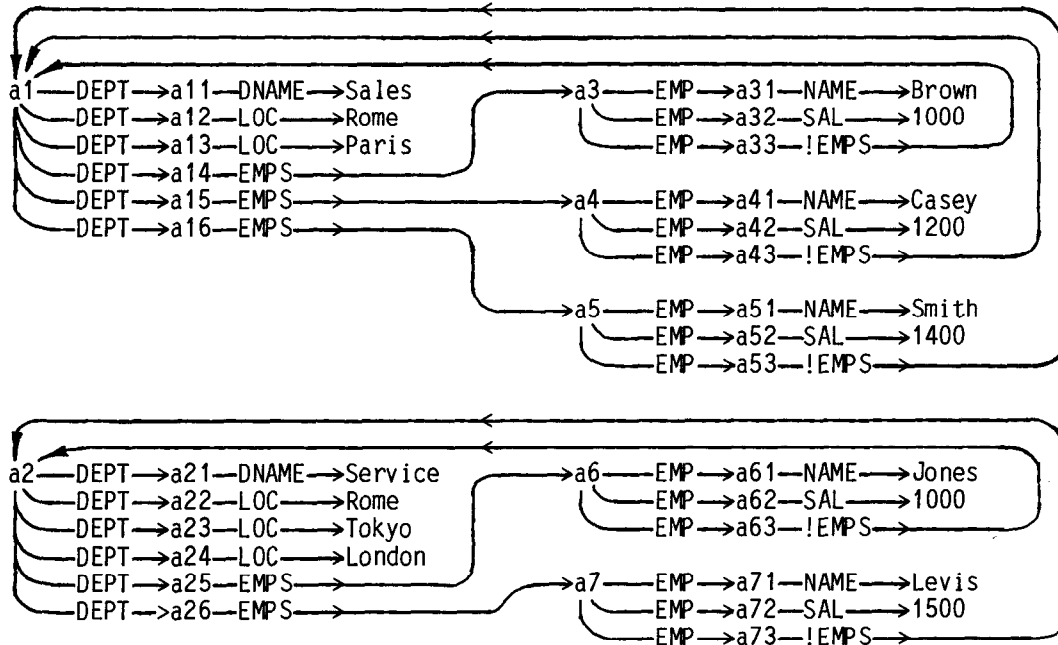 a1 DEPT a11 DNAME Sales a3 EMP a31 NAME Brown
DEPT a12 LOC Rome EMP a32 SAL 1000
DEPT a13 LOC Paris EMP a33 !EMPS
DEPT a14 EMPS
DEPT a15 EMPS a4 EMP a41 NAME Casey
DEPT a16 EMPS EMP a42 SAL 1200
EMP a43 !EMPS
a5 EMP a51 NAME Smith
EMP a52 SAL 1400
EMP a53 !EMPS
a2 DEPT a21 DNAME Service a6 EMP a61 NAME Jones
DEPT a22 LOC Rome EMP a62 SAL 1000
DEPT a23 LOC Tokyo EMP a63 !EMPS
DEPT a24 LOC London
DEPT a25 EMPS a7 EMP a71 NAME Levis
DEPT a26 EMPS EMP a72 SAL 1500
EMP a73 !EMPS